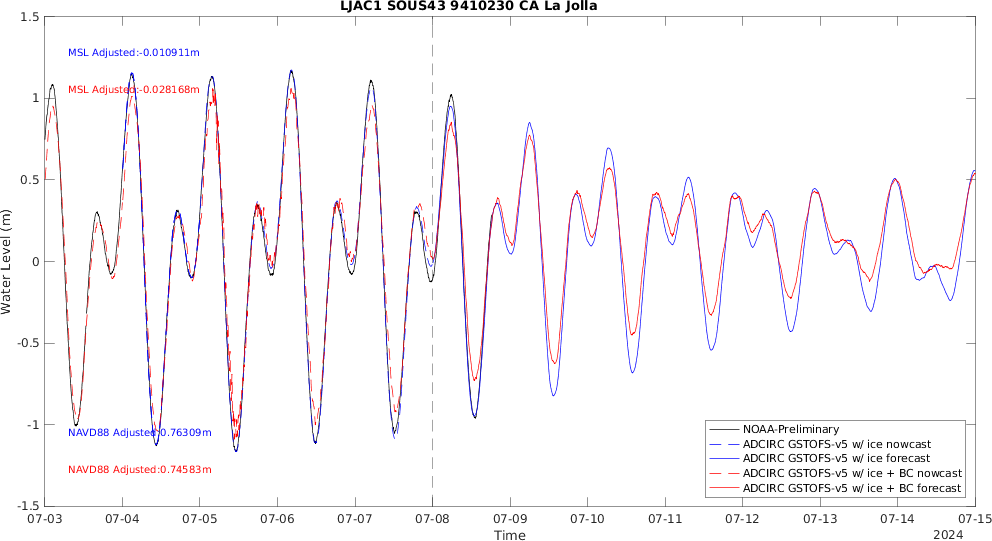 LJAC1 SOUS43 9410230 CA La Jolla
MSL Adjusted:-0.010911m
MSL Adjusted:-0.028168m
NAVD88 Adjusted:0.76309m
NAVD88 Adjusted:0.74583m
Water Level (m)
1.5
1
0.5
0
-0.5
-1
-1.5
NOAA-Preliminary
ADCIRC GSTOFS-v5 w/ ice nowcast
ADCIRC GSTOFS-v5 w/ ice forecast
ADCIRC GSTOFS-v5 w/ ice + BC nowcast
ADCIRC GSTOFS-v5 w/ ice + BC forecast
07-03 07-04 07-05 07-06 07-07 07-08 07-09 07-10 07-11 07-12 07-13 07-14 07-15
Time
2024